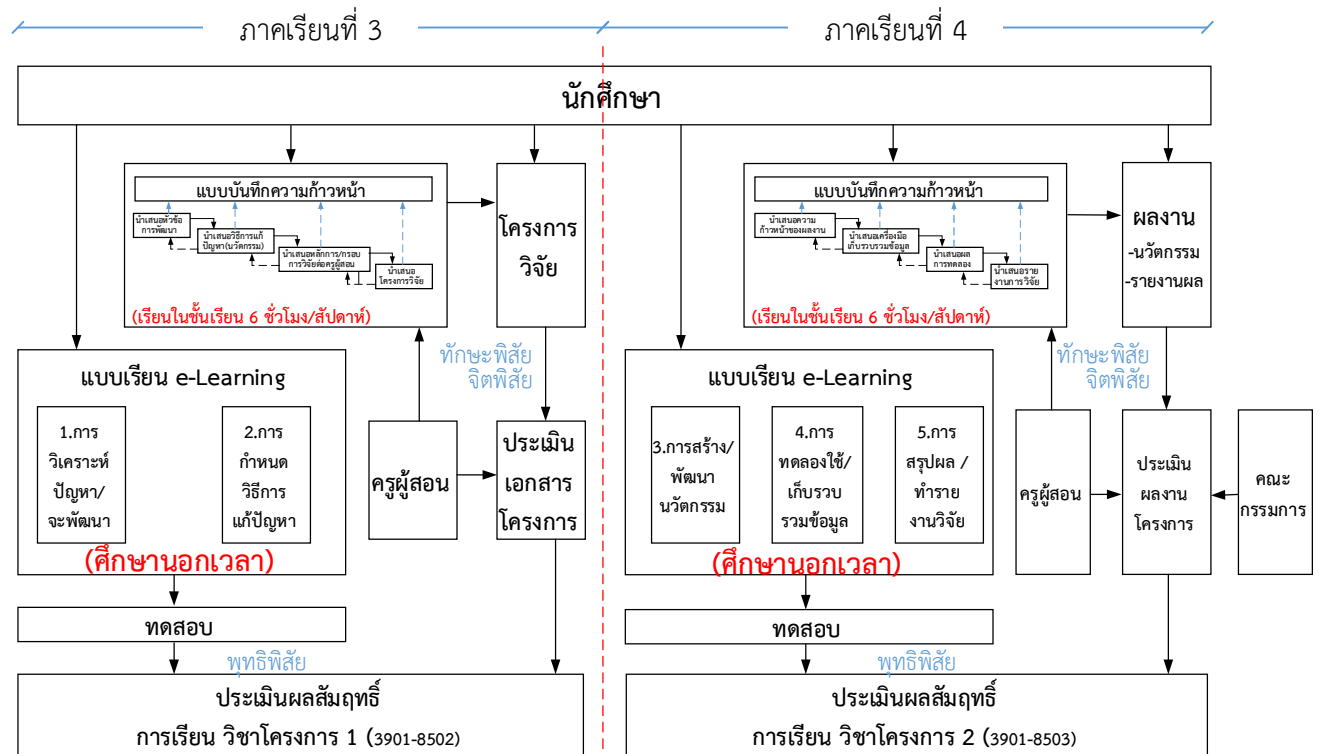 ภาคเรียนที่ 3
ภาคเรียนที่ 4
นักศึกษา
แบบบันทึกความก้าวหน้า
นำเสนอหัวข้อ
การพัฒนา
นำเสนอวิธีการแก้
ปัญหา(นวัตกรรม)
นำเสนอหลักการ/กรอบ
การวิจัยต่อครูผู้สอน
นำเสนอ
โครงการวิจัย
(เรียนในชั้นเรียน 6 ชั่วโมง/สัปดาห์)
โครงการ
วิจัย
ทักษะพิสัย
จิตพิสัย
แบบเรียน e-Learning
1.การ
วิเคราะห์
ปัญหา/
จะพัฒนา
2.การ
กำหนด
วิธีการ
แก้ปัญหา
(ศึกษานอกเวลา)
ครูผู้สอน
ประเมิน
เอกสาร
โครงการ
ทดสอบ
พุทธิพิสัย
ประเมินผลสัมฤทธิ์
การเรียน วิชาโครงการ 1 (3901-8502)
แบบบันทึกความก้าวหน้า
นำเสนอความ
ก้าวหน้าของผลงาน
นำเสนอเครื่องมือ
เก็บรวบรวมข้อมูล
นำเสนอผล
การทดลอง
นำเสนอราย
งานการวิจัย
(เรียนในชั้นเรียน 6 ชั่วโมง/สัปดาห์)
ผลงาน
-นวัตกรรม
-รายงานผล
ทักษะพิสัย
จิตพิสัย
แบบเรียน e-Learning
3.การสร้าง/
พัฒนา
นวัตกรรม
4.การ
ทดลองใช้/
เก็บรวบ
รวมข้อมูล
5.การ
สรุปผล /
ทำราย
งานวิจัย
(ศึกษานอกเวลา)
ครูผู้สอน
ประเมิน
ผลงาน
โครงการ
คณะ
กรรมการ
ทดสอบ
พุทธิพิสัย
ประเมินผลสัมฤทธิ์
การเรียน วิชาโครงการ 2 (3901-8503)